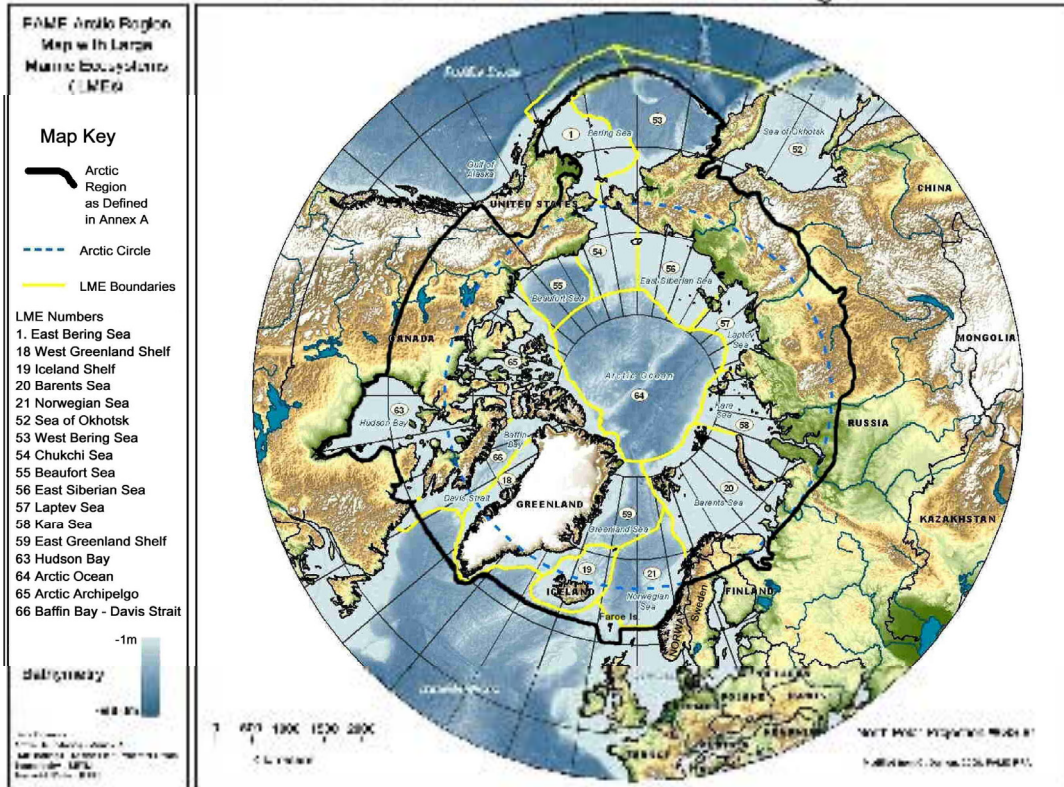 PAME Arctic Region
Map with Large
Marine Ecosystems
(LMEs)
Map Key
Arctic
Region
as Defined
in Annex A
Arctic Circle
LME Boundaries
LME Numbers
1. East Bering Sea
18 West Greenland Shelf
19 Iceland Shelf
20 Barents Sea
21 Norwegian Sea
52 Sea of Okhotsk
53 West Bering Sea
54 Chukchi Sea
55 Beaufort Sea
56 East Siberian Sea
57 Laptev Sea
58 Kara Sea
59 East Greenland Shelf
63 Hudson Bay
64 Arctic Ocean
65 Arctic Archipelgo
66 Baffin Bay - Davis Strait
-1m
Bathymetry
53
1
Bering Sea
Sea of Okhotsk
52
Gulf of
Alaska
CHINA
UNITED STATES
54
56
East Siberian Sea
55
Beaufort Sea
57
Laptev
Sea
CANADA
MONGOLIA
65
Arctic Ocean
64
63
Hudson Bay
Kara
Sea
58
RUSSIA
Baffin
Bay
66
18
20
Barents Sea
Davis Strait
GREENLAND
59
Greenland Sea
KAZAKHSTAN
19
21
ICELAND
Norwegian
Sea
FINLAND
Sweden
NORWAY
Faroe Is.
POLAND
500 1000 1500 2000
North Polar Projection